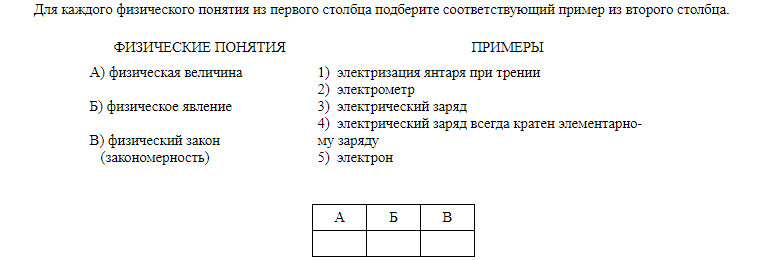 Для каждого физического понятия из первого столбца подберите соответствующий пример из второго столбца.
ФИЗИЧЕСКИЕ ПОНЯТИЯ
ПРИМЕРЫ
А) физическая величина
Б) физическое явление
В) физический закон
(закономерность)
1) электризация янтаря при трении
2) электрометр
3) электрический заряд
4) электрический заряд всегда кратен элементарно-
му заряду
5) электрон
А Б В